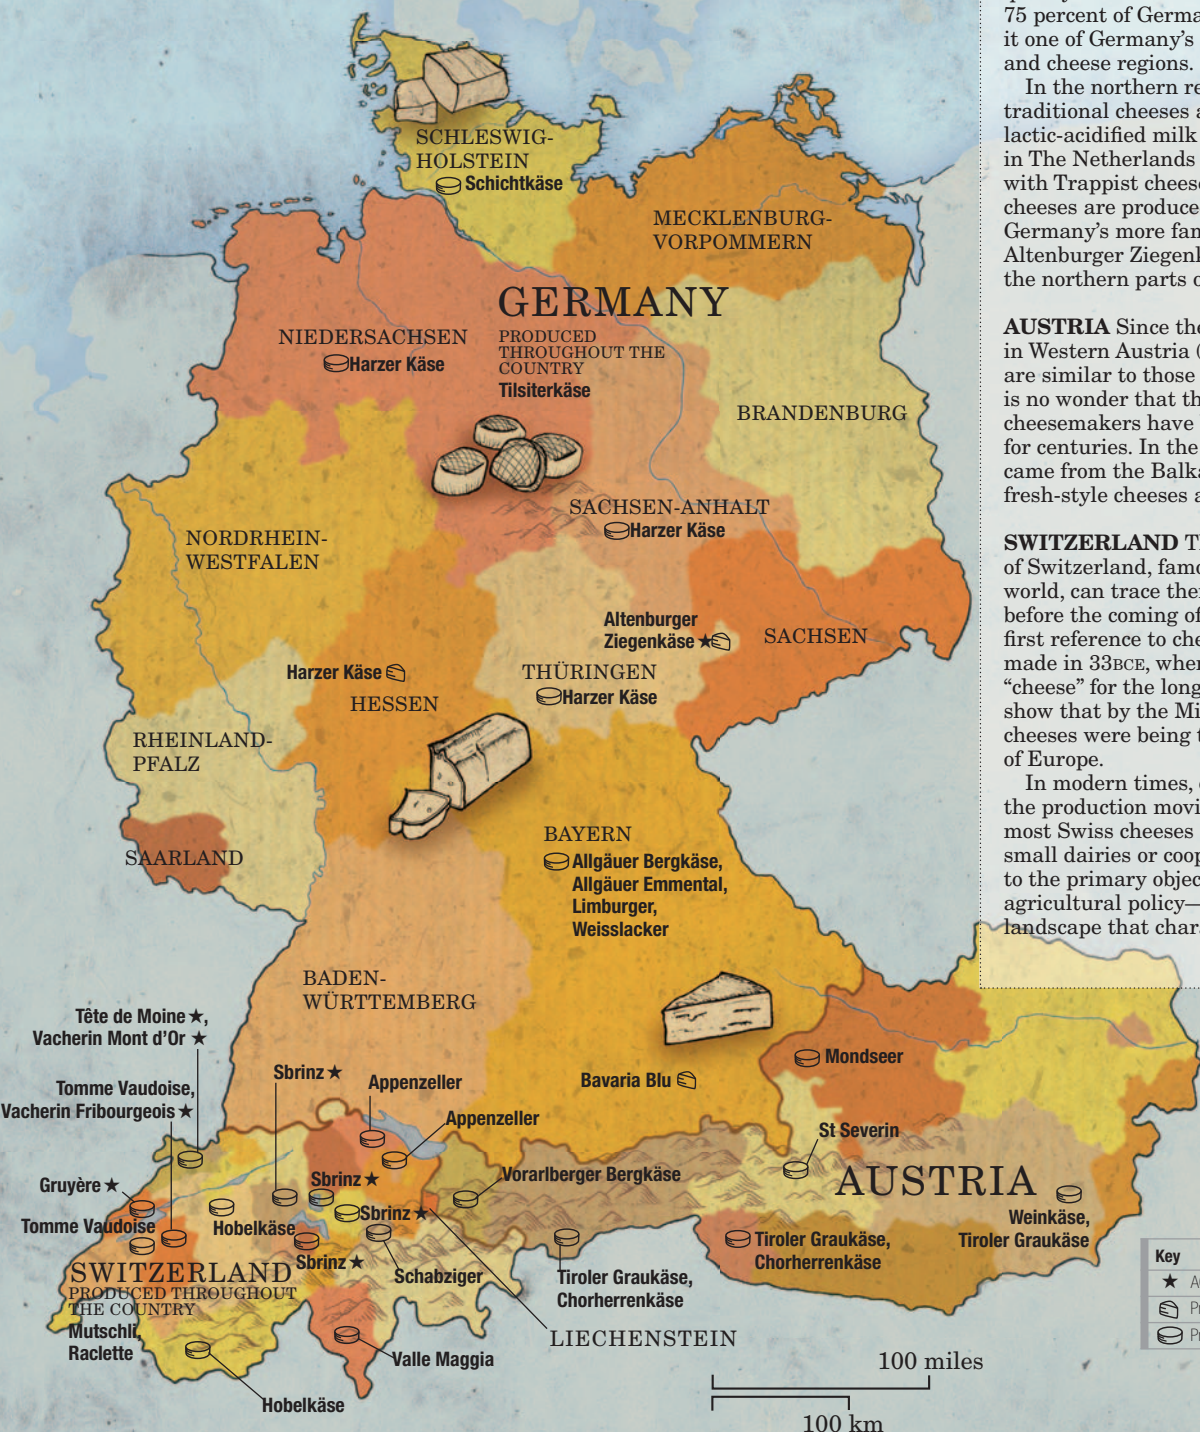 SCHLESWIG-
HOLSTEIN
Schichtkäse
MECKLENBURG-
VORPOMMERN
GERMANY
PRODUCED
THROUGHOUT THE
COUNTRY
Tilsiterkäse
NIEDERSACHSEN
Harzer Käse
BRANDENBURG
SACHSEN-ANHALT
Harzer Käse
NORDRHEIN-
WESTFALEN
Altenburger
Ziegenkäse ★
SACHSEN
THÜRINGEN
Harzer Käse
Harzer Käse
HESSEN
RHEINLAND-
PFALZ
SAARLAND
BAYERN
Allgäuer Bergkäse,
Allgäuer Emmental,
Limburger,
Weisslacker
BADEN-
WÜRTTEMBERG
Bavaria Blu
Tête de Moine ★,
Vacherin Mont d’Or ★
Tomme Vaudoise,
Vacherin Fribourgeois ★
Sbrinz ★
Appenzeller
Appenzeller
Gruyère ★
Tomme Vaudoise
Hobelkäse
Sbrinz ★
Sbrinz ★
Sbrinz ★
Schabziger
SWITZERLAND
PRODUCED THROUGHOUT
THE COUNTRY
Mutschli,
Raclette
Hobelkäse
Valle Maggia
LIECHTENSTEIN
Vorarlberger Bergkäse
Tiroler Graukäse,
Chorherrenkäse
Mondseer
St Severin
AUSTRIA
Weinkäse,
Tiroler Graukäse
Tiroler Graukäse,
Chorherrenkäse
100 miles
100 km
75 percent of Germa
it one of Germany’s
and cheese regions.
In the northern re
traditional cheeses a
lactic-acidified milk
in The Netherlands
with Trappist chees
cheeses are produce
Germany’s more fan
Altenburger Ziegenk
the northern parts o
AUSTRIA Since the
in Western Austria (
are similar to those
is no wonder that th
cheesemakers have
for centuries. In the
came from the Balka
fresh-style cheeses a
SWITZERLAND T
of Switzerland, famo
world, can trace the
before the coming of
first reference to che
made in 33BCE, wher
“cheese” for the long
show that by the Mi
cheeses were being t
of Europe.
In modern times,
the production movi
most Swiss cheeses
small dairies or coop
to the primary objec
agricultural policy—
landscape that char
Key
★ A
Pr
Pr